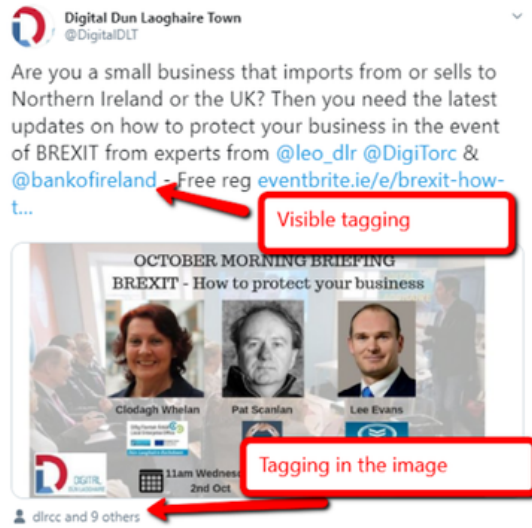 Digital Dun Laoghaire Town
@DigitalDLT
Are you a small business that imports from or sells to
Northern Ireland or the UK? Then you need the latest
updates on how to protect your business in the event
of BREXIT from experts from @leo_dlr @DigiTorc &
@bankofireland - Free reg eventbrite.ie/e/brexit-how-
t...
Visible tagging
OCTOBER MORNING BRIEFING
BREXIT - How to protect your business
Clodagh Whelan Pat Scanlan Lee Evans
DIGITAL
DUN LAOGHAIRE
11am Wednes
2nd Oct
Tagging in the image
dlrcc and 9 others